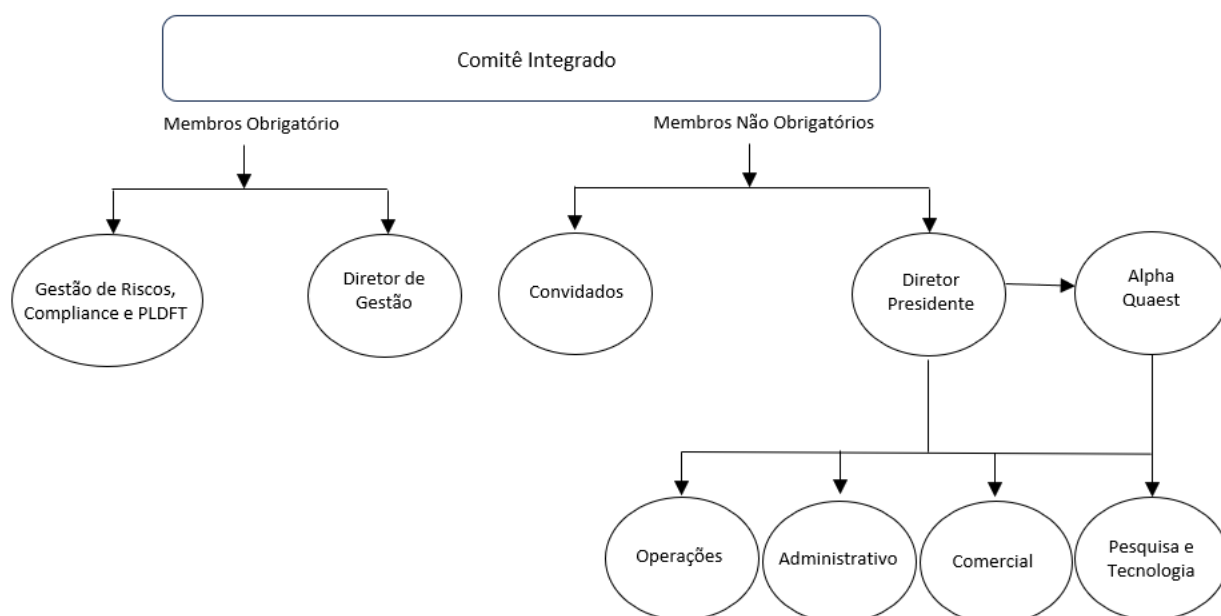 Comitê Integrado
Membros Obrigatório
Membros Não Obrigatórios
Gestão de Riscos,
Compliance e PLDFT
Diretor de
Gestão
Convidados
Diretor
Presidente
Alpha
Quaest
Operações
Administrativo
Comercial
Pesquisa e
Tecnologia